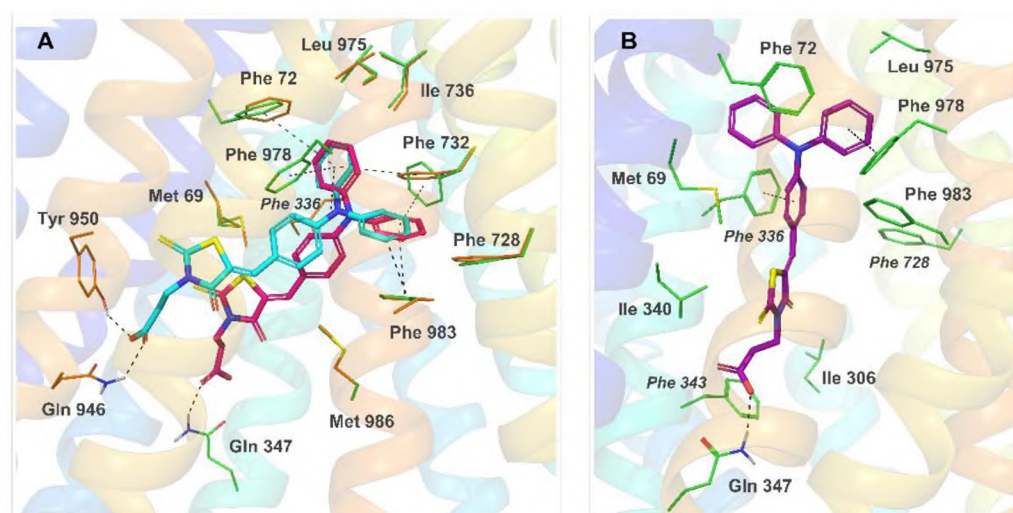 A
Leu 975
Phe 72
Ile 736
Phe 978
Phe 732
Met 69
Phe 336
Tyr 950
Phe 728
Phe 983
Gln 946
Met 986
Gln 347
B
Phe 72
Leu 975
Phe 978
Met 69
Phe 983
Phe 336
Phe 728
Ile 340
Phe 343
Ile 306
Gln 347